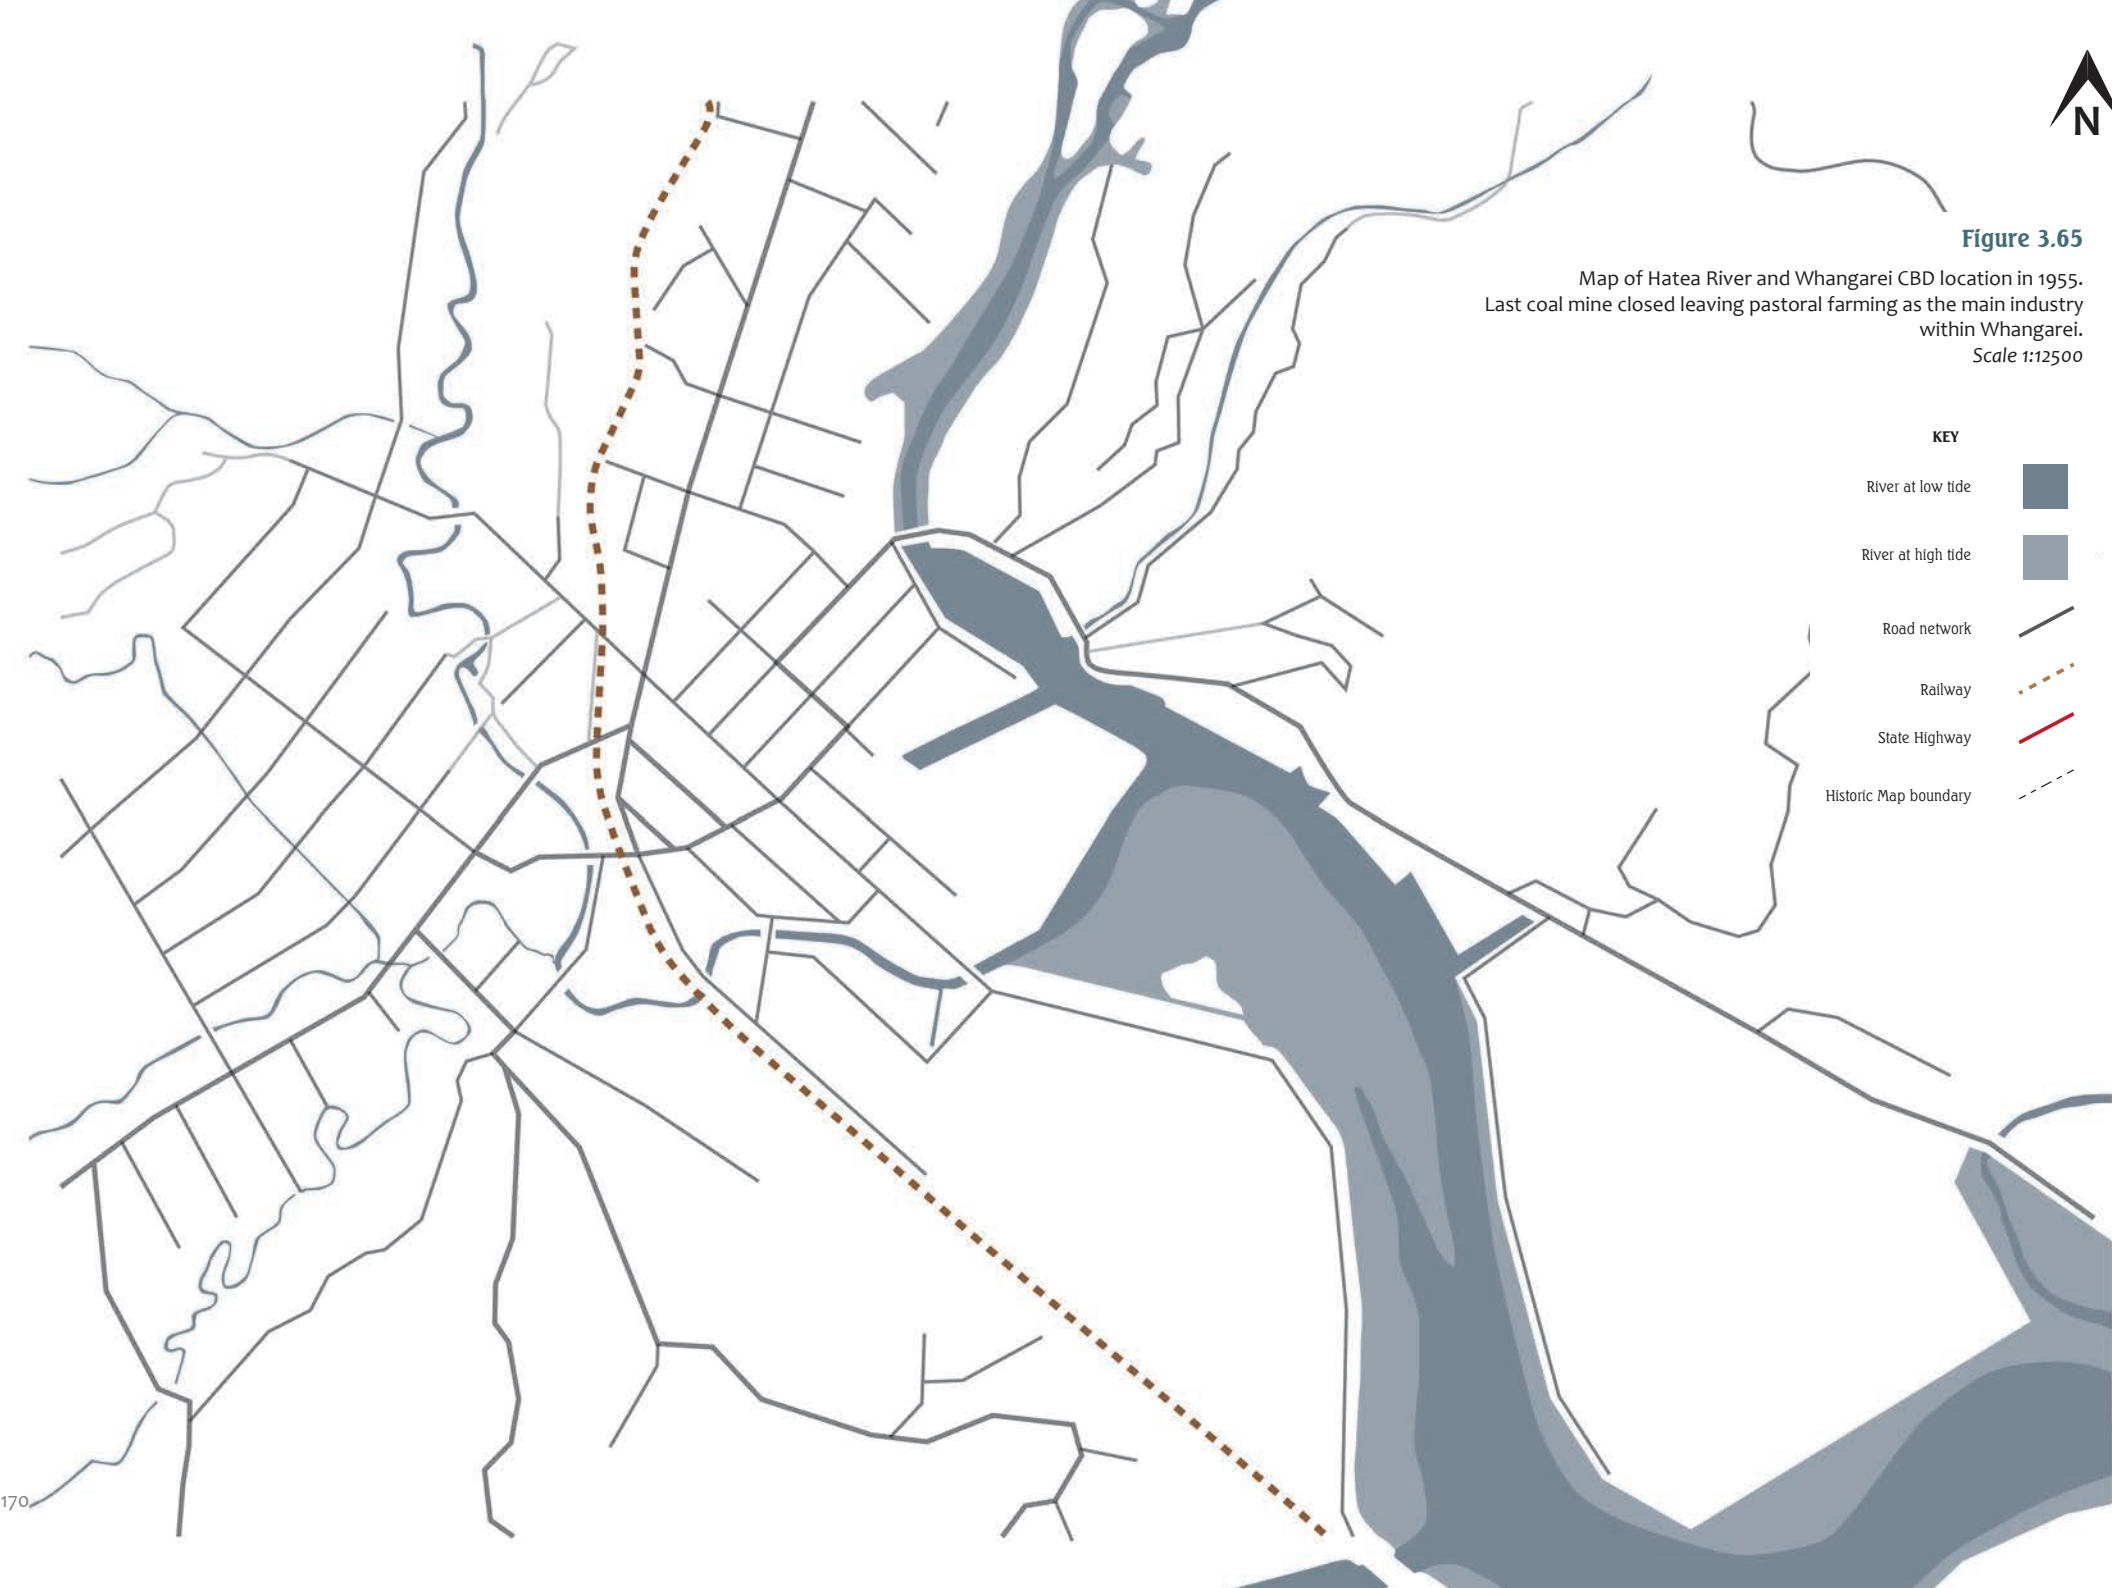 N
Figure 3.65
Map of Hatea River and Whangarei CBD location in 1955.
Last coal mine closed leaving pastoral farming as the main industry
within Whangarei.
Scale 1:12500
KEY
River at low tide
River at high tide
Road network
Railway
State Highway
Historic Map boundary
170